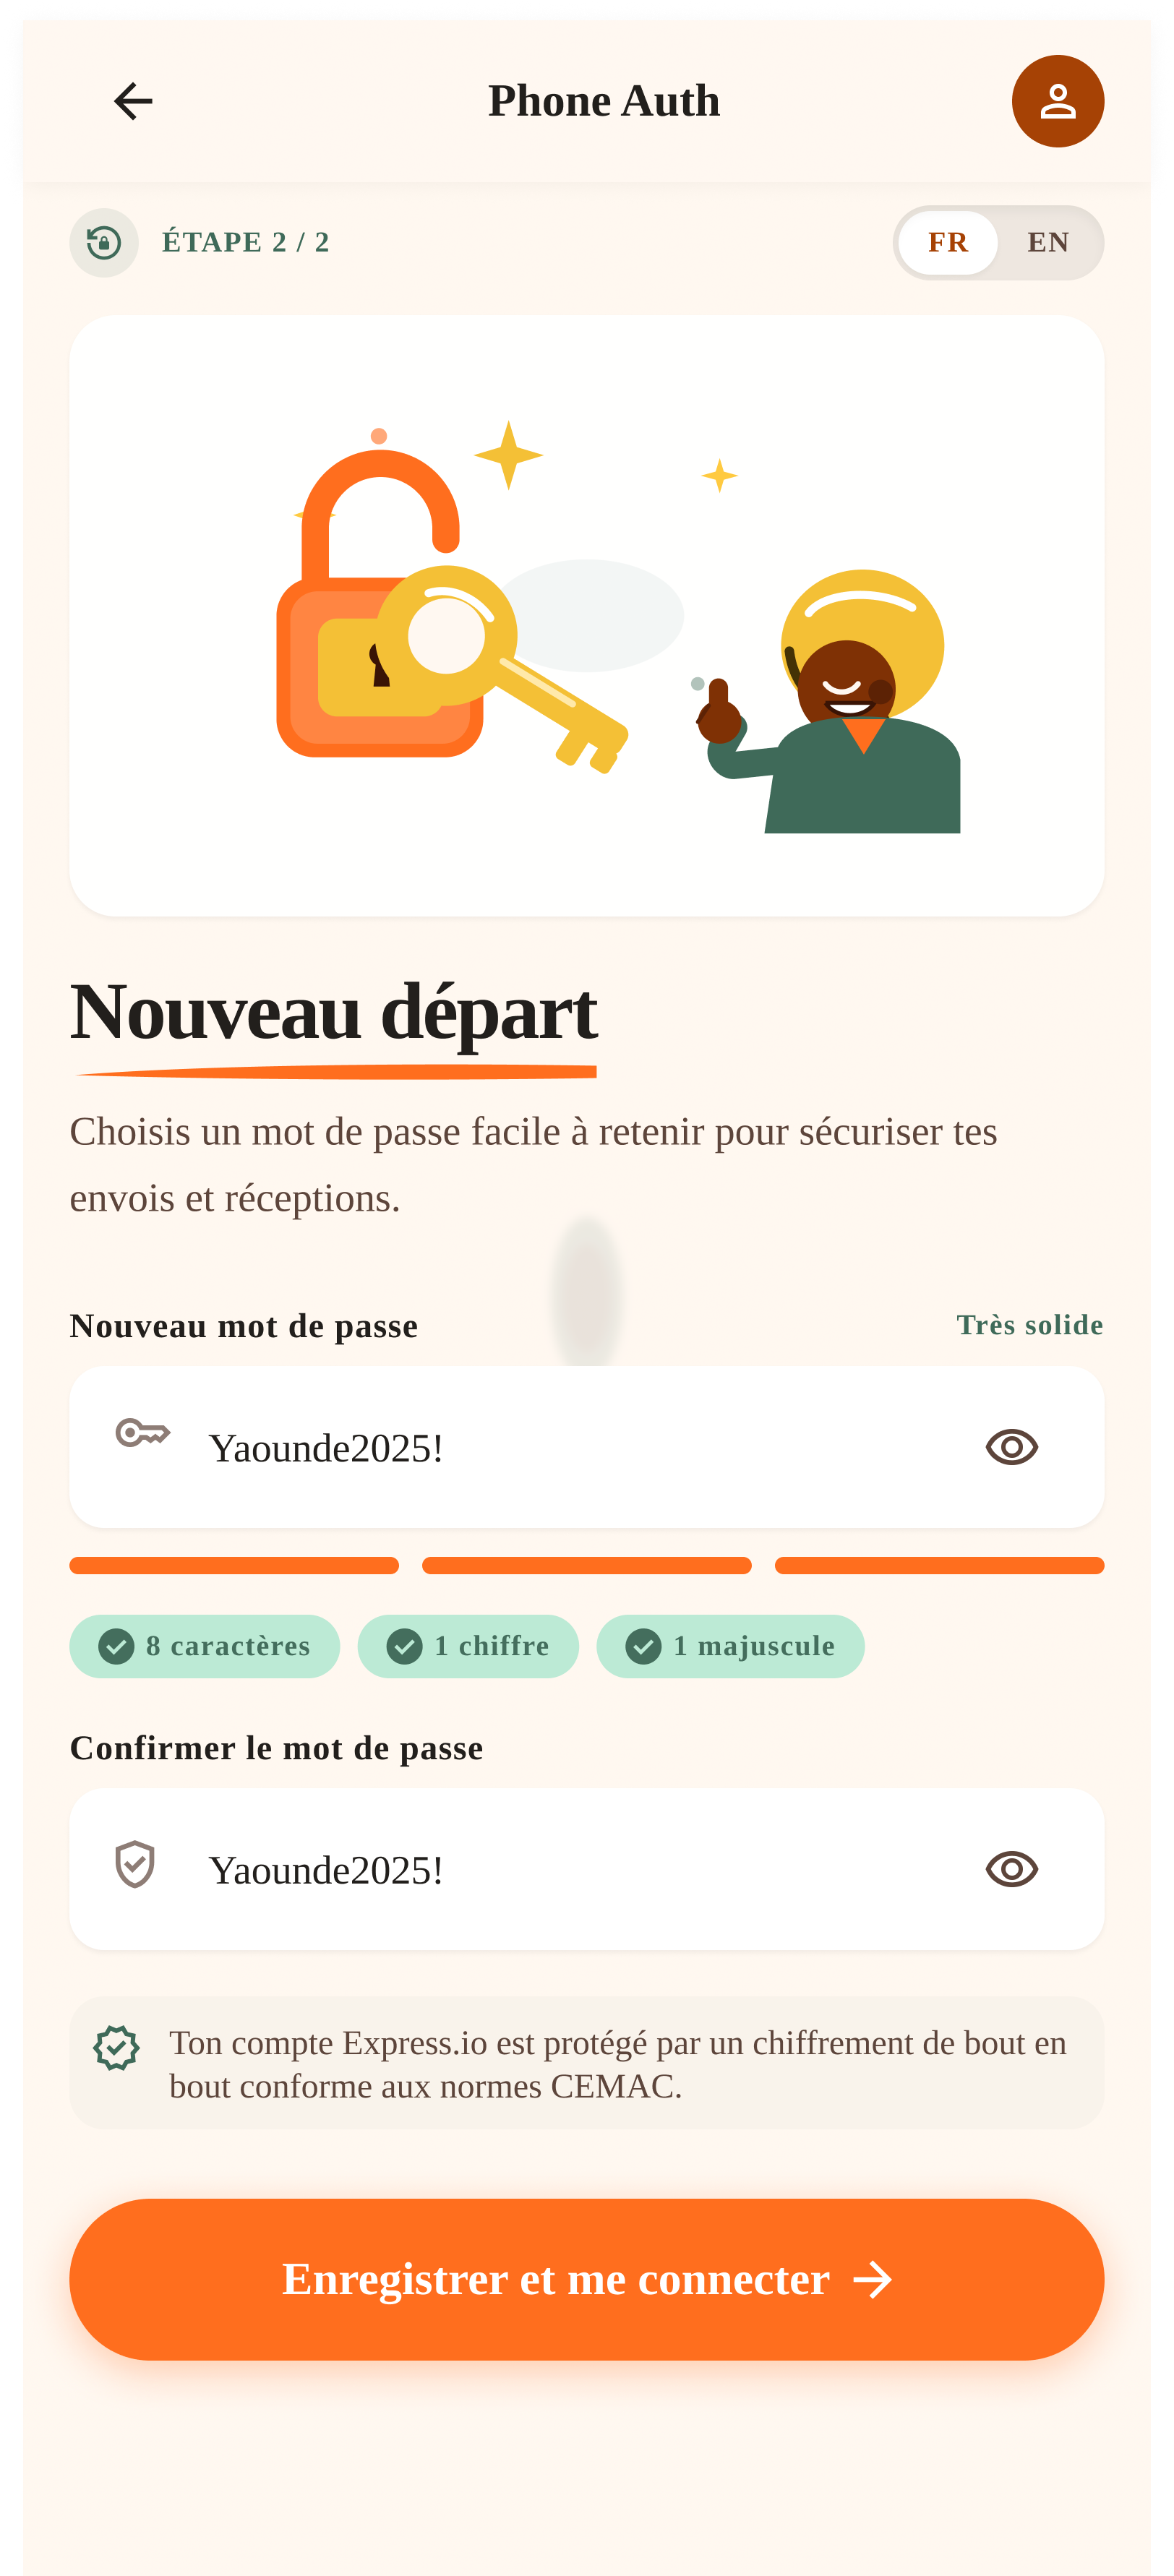 Phone Auth
ÉTAPE 2 / 2
FR EN
Nouveau départ
Choisis un mot de passe facile à retenir pour sécuriser tes
envois et réceptions.
Nouveau mot de passe
Très solide
Yaounde2025!
8 caractères
1 chiffre
1 majuscule
Confirmer le mot de passe
Yaounde2025!
Ton compte Express.io est protégé par un chiffrement de bout en
bout conforme aux normes CEMAC.
Enregistrer et me connecter